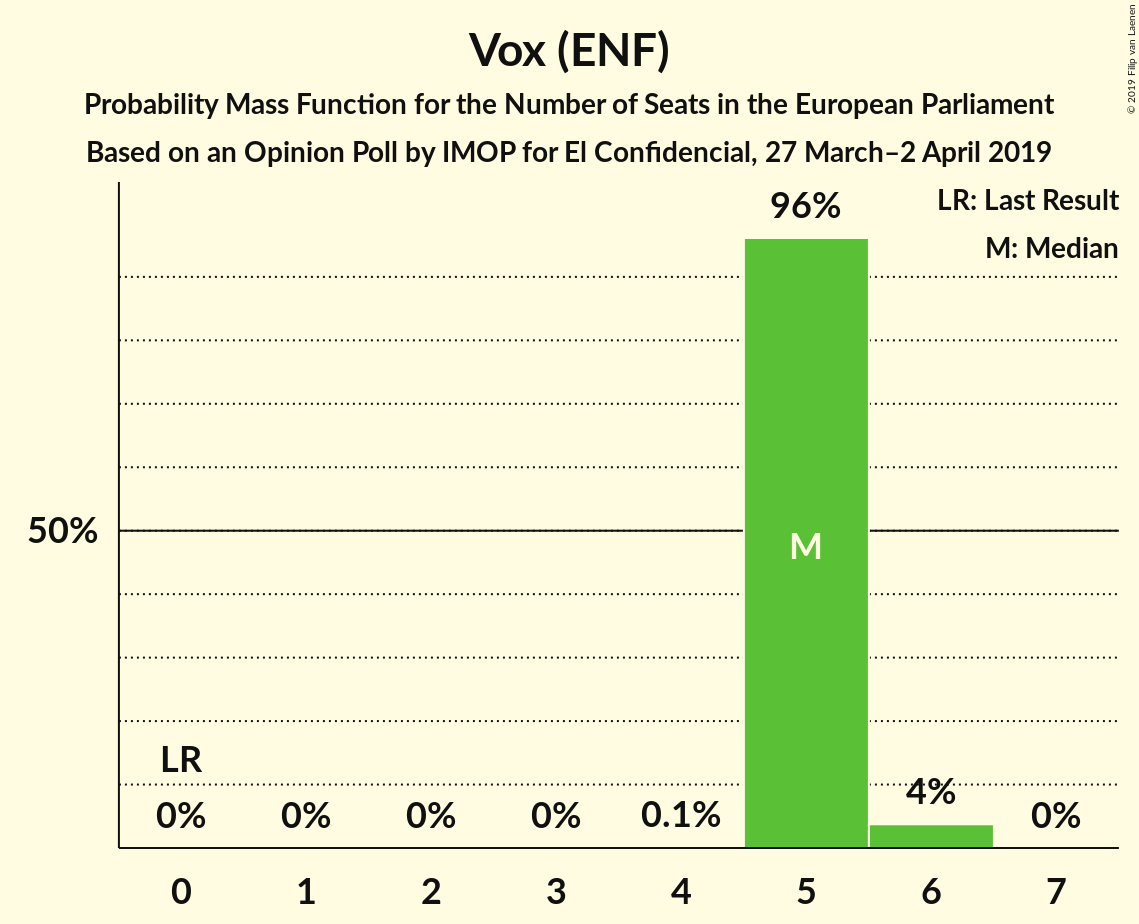 Vox (ENF)
Probability Mass Function for the Number of Seats in the European Parliament
Based on an Opinion Poll by IMOP for El Confidencial, 27 March–2 April 2019
© 2019 Filip van Laenen
LR: Last Result
M: Median
96%
50%
M
LR
0% 0% 0% 0% 0.1% 4% 0%
0 1 2 3 4 5 6 7